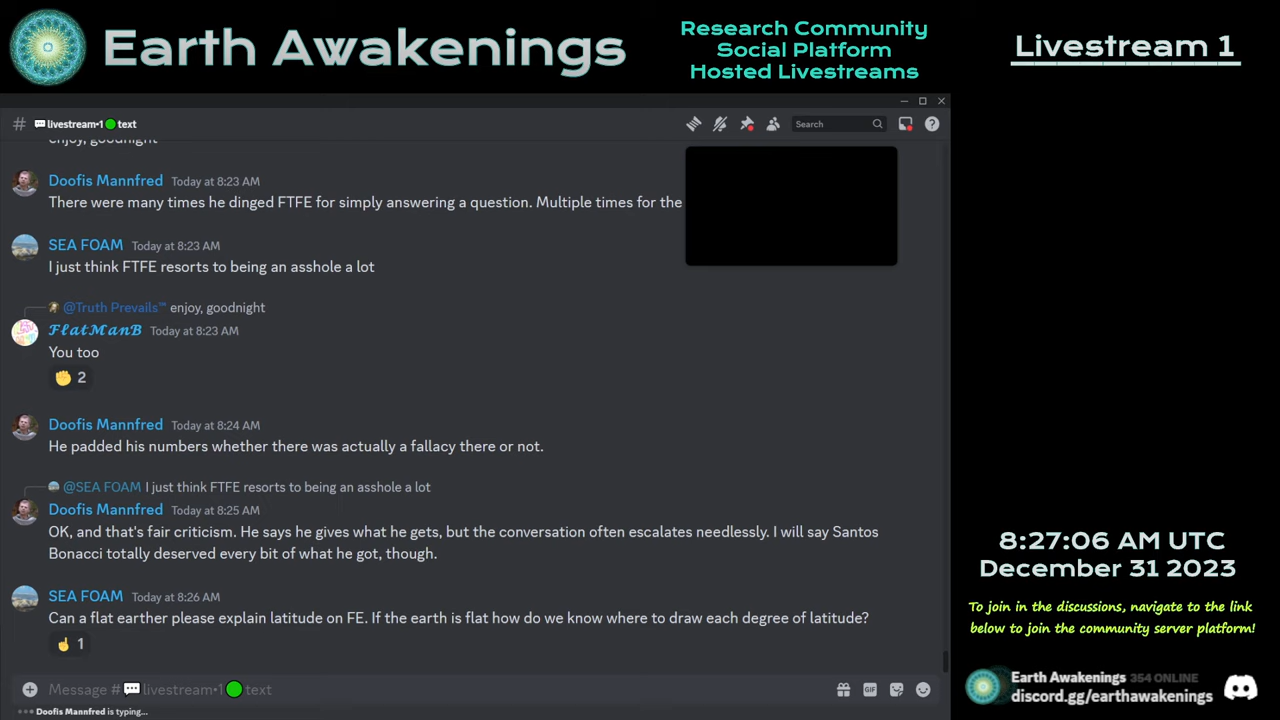 Earth Awakenings
Research Community
Social Platform
Hosted Livestreams
Livestream 1
# 💬livestream•1🟢text
Search
enjoy, goodnight
Doofis Mannfred Today at 8:23 AM
There were many times he dinged FTFE for simply answering a question. Multiple times for the
SEA FOAM Today at 8:23 AM
I just think FTFE resorts to being an asshole a lot
@Truth Prevails™ enjoy, goodnight
𝓕𝓵𝓪𝓽𝓜𝓪𝓷𝓑 Today at 8:23 AM
You too
✊ 2
Doofis Mannfred Today at 8:24 AM
He padded his numbers whether there was actually a fallacy there or not.
@SEA FOAM I just think FTFE resorts to being an asshole a lot
Doofis Mannfred Today at 8:25 AM
OK, and that's fair criticism. He says he gives what he gets, but the conversation often escalates needlessly. I will say Santos
Bonacci totally deserved every bit of what he got, though.
SEA FOAM Today at 8:26 AM
Can a flat earther please explain latitude on FE. If the earth is flat how do we know where to draw each degree of latitude?
☝ 1
Message #💬livestream•1🟢text
GIF
Doofis Mannfred is typing...
8:27:06 AM UTC
December 31 2023
To join in the discussions, navigate to the link
below to join the community server platform!
Earth Awakenings 354 ONLINE
discord.gg/earthawakenings